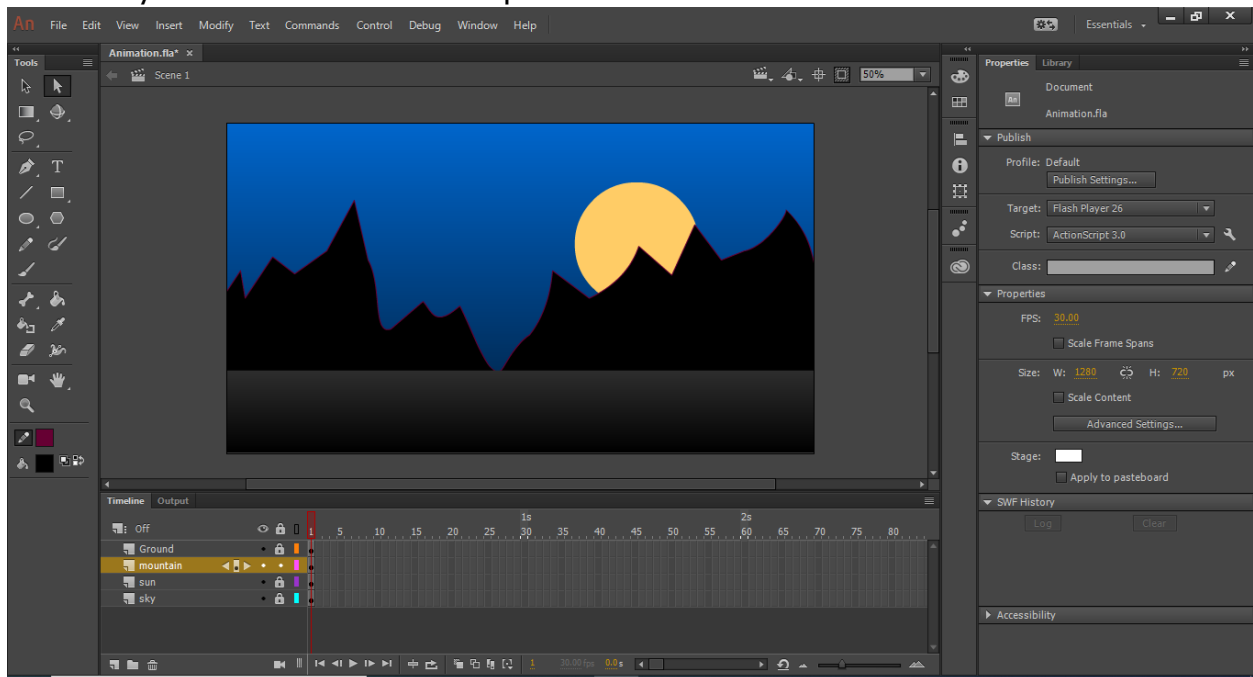 An File Edit View Insert Modify Text Commands Control Debug Window Help Essentials
Animation.fla* ×
Tools
Scene 1 50%
Properties Library
Document
An
Animation.fla
Publish
Profile: Default
Publish Settings...
Target: Flash Player 26
Script: ActionScript 3.0
Class:
Properties
FPS: 30.00
Scale Frame Spans
Size: W: 1280 H: 720 px
Scale Content
Advanced Settings...
Stage:
Apply to pasteboard
SWF History
Log Clear
Accessibility
T
Timeline Output
1s 2s
Off 1 5 10 15 20 25 30 35 40 45 50 55 60 65 70 75 80
Ground
mountain
sun
sky
1 30.00 fps 0.0 s